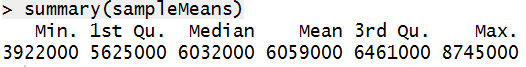 > summary(sampleMeans)
Min. 1st Qu. Median Mean 3rd Qu. Max.
3922000 5625000 6032000 6059000 6461000 8745000